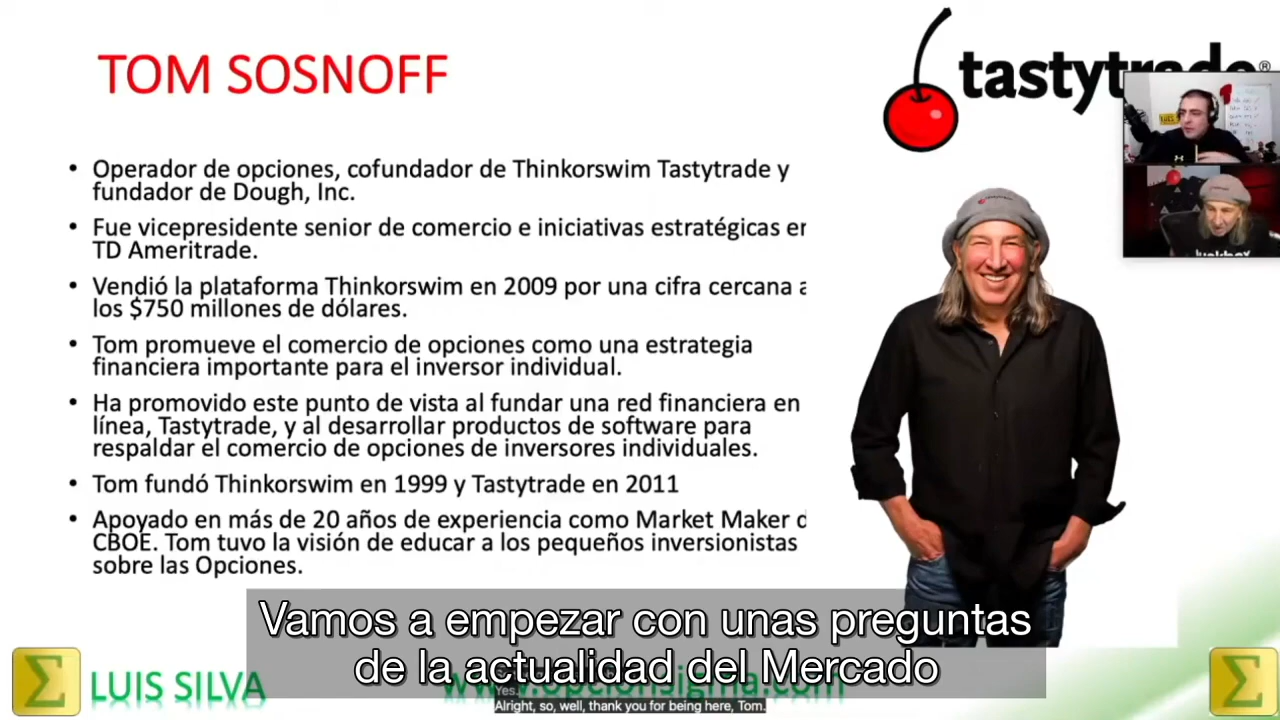 TOM SOSNOFF
tastytrade®
• Operador de opciones, cofundador de Thinkorswim Tastytrade y
fundador de Dough, Inc.
• Fue vicepresidente senior de comercio e iniciativas estratégicas en
TD Ameritrade.
• Vendió la plataforma Thinkorswim en 2009 por una cifra cercana a
los $750 millones de dólares.
• Tom promueve el comercio de opciones como una estrategia
financiera importante para el inversor individual.
• Ha promovido este punto de vista al fundar una red financiera en
línea, Tastytrade, y al desarrollar productos de software para
respaldar el comercio de opciones de inversores individuales.
• Tom fundó Thinkorswim en 1999 y Tastytrade en 2011
• Apoyado en más de 20 años de experiencia como Market Maker d
CBOE. Tom tuvo la visión de educar a los pequeños inversionistas
sobre las Opciones.
Vamos a empezar con unas preguntas
de la actualidad del Mercado
Σ LUIS SILVA www.opcionsigma.com Σ
Yes.
Alright, so, well, thank you for being here, Tom.